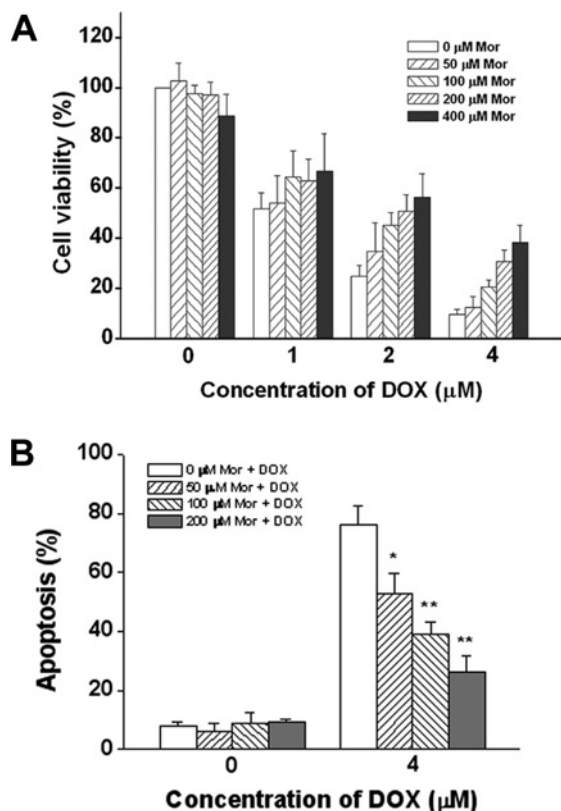 A
120
100
80
60
40
20
0
Cell viability (%)
0 μM Mor
50 μM Mor
100 μM Mor
200 μM Mor
400 μM Mor
0 1 2 4
Concentration of DOX (μM)
B
100
80
60
40
20
0
Apoptosis (%)
0 μM Mor + DOX
50 μM Mor + DOX
100 μM Mor + DOX
200 μM Mor + DOX
*
**
**
0 4
Concentration of DOX (μM)